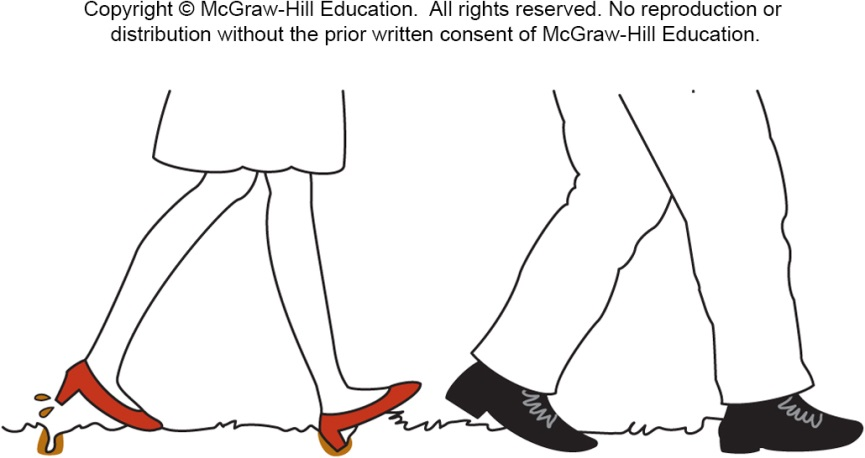 Copyright © McGraw-Hill Education.  All rights reserved. No reproduction or
distribution without the prior written consent of McGraw-Hill Education.